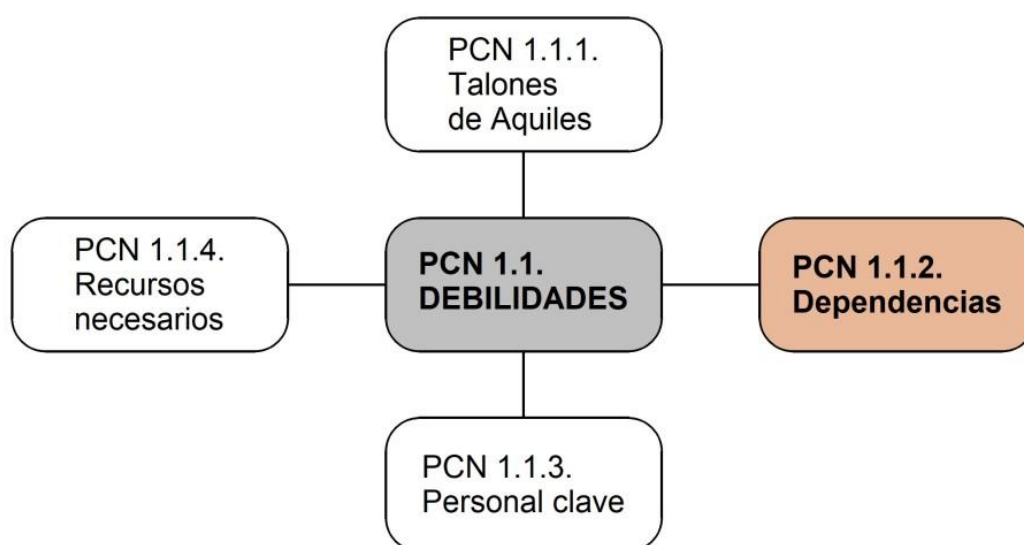 PCN 1.1.1.
Talones
de Aquiles
PCN 1.1.4.
Recursos
necesarios
PCN 1.1.
DEBILIDADES
PCN 1.1.2.
Dependencias
PCN 1.1.3.
Personal clave